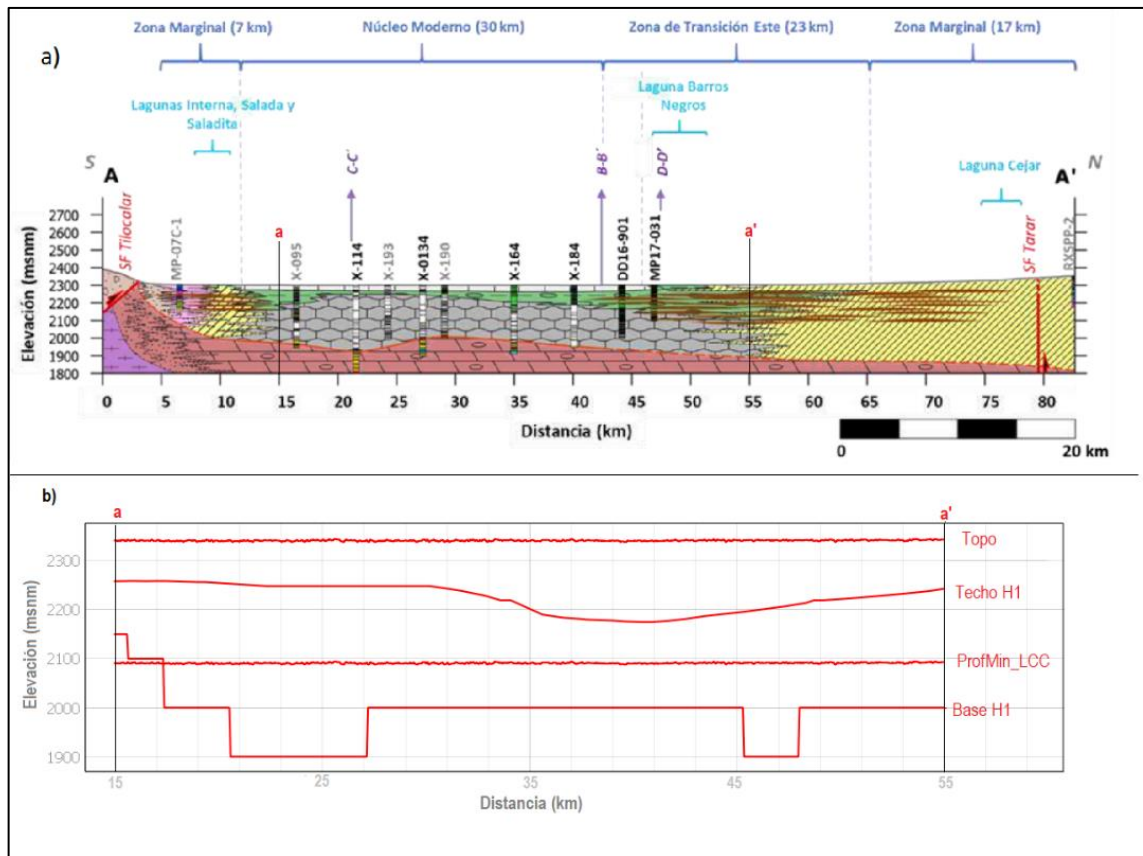 a)
Zona Marginal (7 km)
Núcleo Moderno (30 km)
Zona de Transición Este (23 km)
Zona Marginal (17 km)
Lagunas Interna, Salada y
Saladita
Laguna Barros
Negros
Laguna Cejar
S
A
A'
N
C-C'
B-B'
D-D'
SF Tilocalar
MP-07C-1
a
X-095
X-114
X-193
X-0134
X-190
X-164
X-184
DD16-901
MP17-031
a'
SF Tarar
RXSPP-2
Elevación (msnm)
2700
2600
2500
2400
2300
2200
2100
2000
1900
1800
0 5 10 15 20 25 30 35 40 45 50 55 60 65 70 75 80
Distancia (km)
0 20 km
b)
a
a'
Elevación (msnm)
2300
2200
2100
2000
1900
Topo
Techo H1
ProfMin_LCC
Base H1
15 25 35 45 55
Distancia (km)